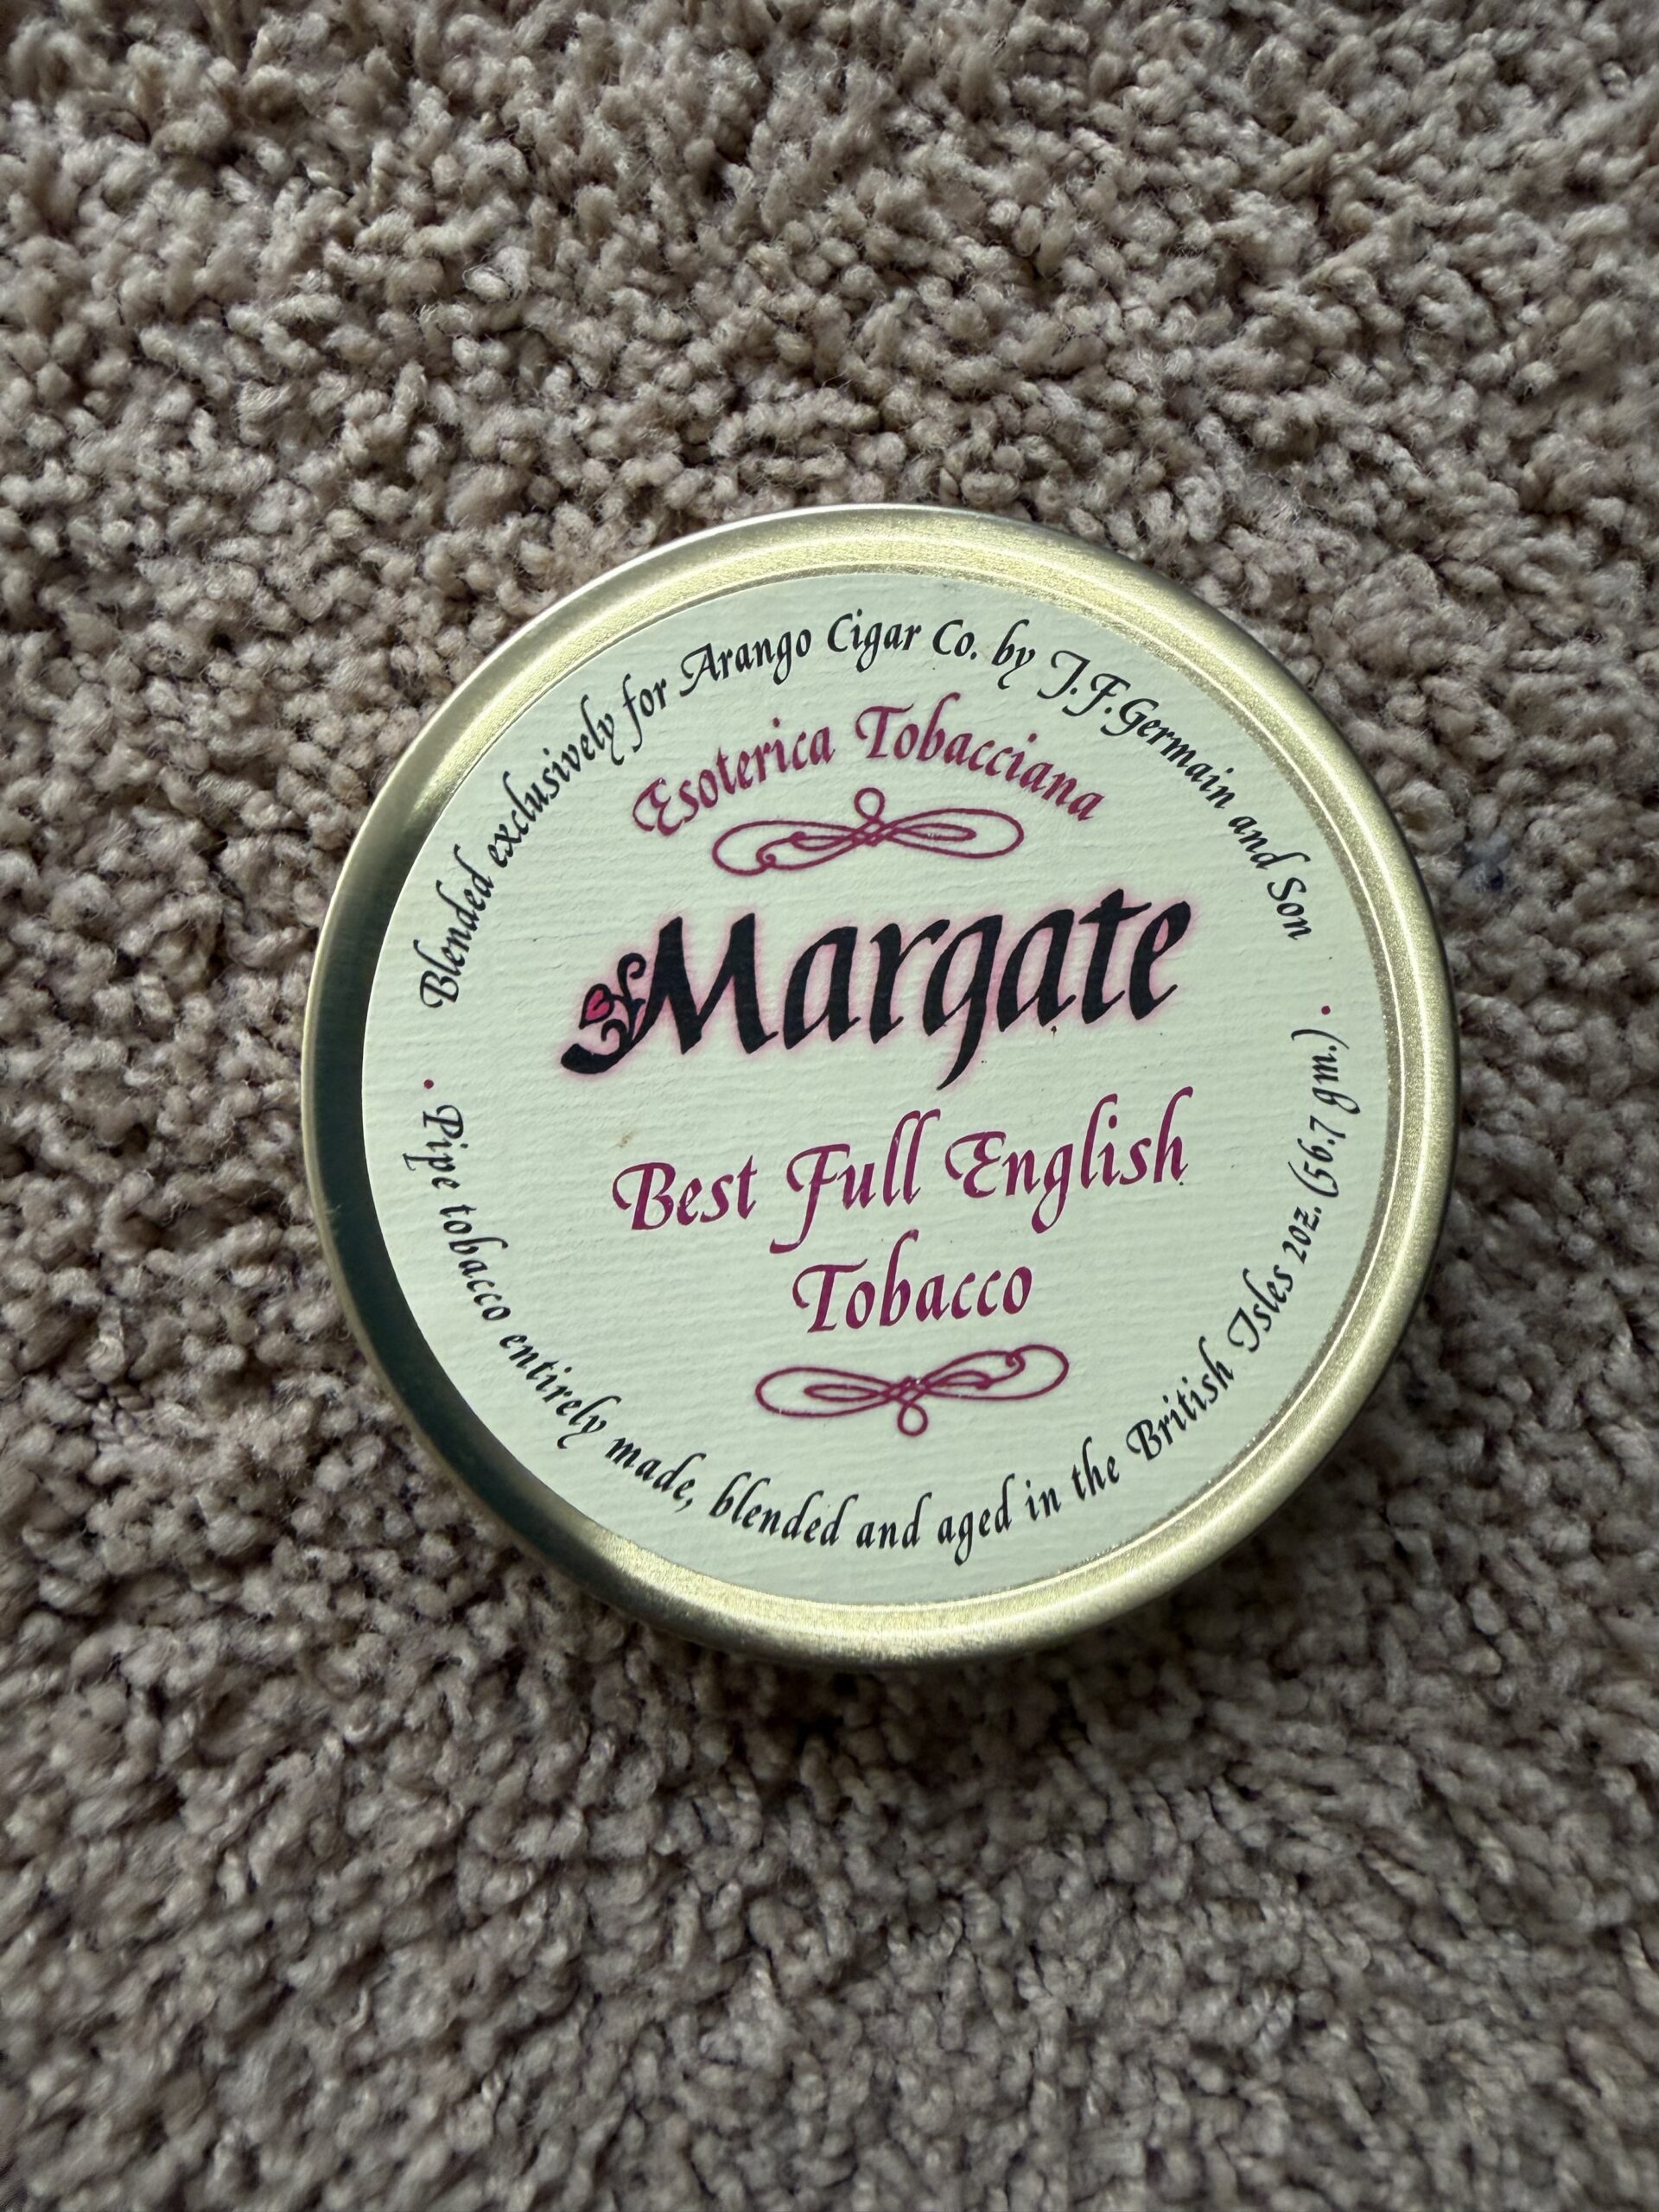 Blended exclusively for Arango Cigar Co. by J.F.Germain and Son
Esoterica Tobacciana
Margate
Best Full English
Tobacco
• Pipe tobacco entirely made, blended and aged in the British Isles 2oz. (56.7 gm.) •